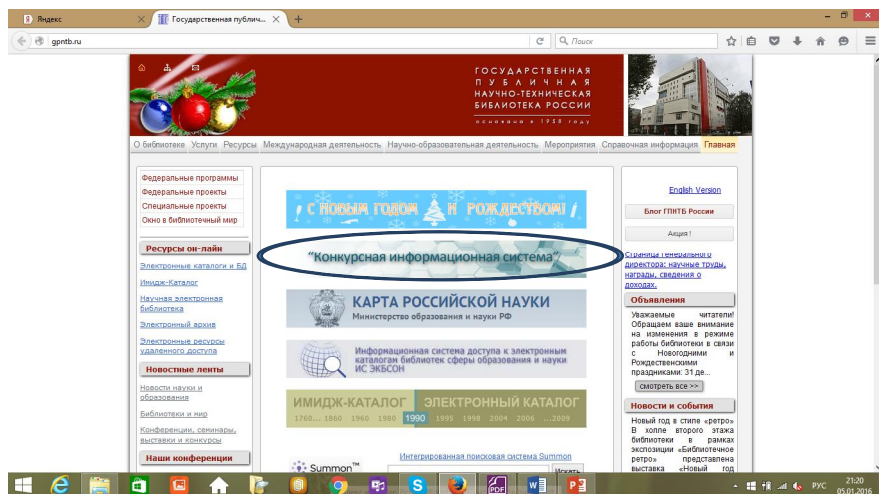 Яндекс
Государственная публич...
gpntb.ru
Поиск
ГОСУДАРСТВЕННАЯ
ПУБЛИЧНАЯ
НАУЧНО-ТЕХНИЧЕСКАЯ
БИБЛИОТЕКА РОССИИ
основана в 1958 году
О библиотеке Услуги Ресурсы Международная деятельность Научно-образовательная деятельность Мероприятия Справочная информация Главная
Федеральные программы
Федеральные проекты
Специальные проекты
Окно в библиотечный мир
Ресурсы он-лайн
Электронные каталоги и БД
Имидж-Каталог
Научная электронная
библиотека
Электронный архив
Электронные ресурсы
удаленного доступа
Новостные ленты
Новости науки и
образования
Библиотеки и мир
Конференции, семинары,
выставки и конкурсы
Наши конференции
С НОВЫМ ГОДОМ И РОЖДЕСТВОМ!
"Конкурсная информационная система"
КАРТА РОССИЙСКОЙ НАУКИ
Министерство образования и науки РФ
Информационная система доступа к электронным
каталогам библиотек сферы образования и науки
ИС ЭКБСОН
ИМИДЖ-КАТАЛОГ ЭЛЕКТРОННЫЙ КАТАЛОГ
1760...1860 1960 1980 1990 1995 1998 2004 2006 ...2009
Интегрированная поисковая система Summon
Summon™
Искать
English Version
Блог ГПНТБ России
Акция !
Страница генерального
директора: научные труды,
награды, сведения о
доходах.
Объявления
Уважаемые читатели!
Обращаем ваше внимание
на изменения в режиме
работы библиотеки в связи
с Новогодними и
Рождественскими
праздниками: 31 де...
смотреть все >>
Новости и события
Новый год в стиле «ретро»
В холле второго этажа
библиотеки в рамках
экспозиции «Библиотечное
ретро» представлена
выставка «Новый год
РУС
21:20
05.01.2016